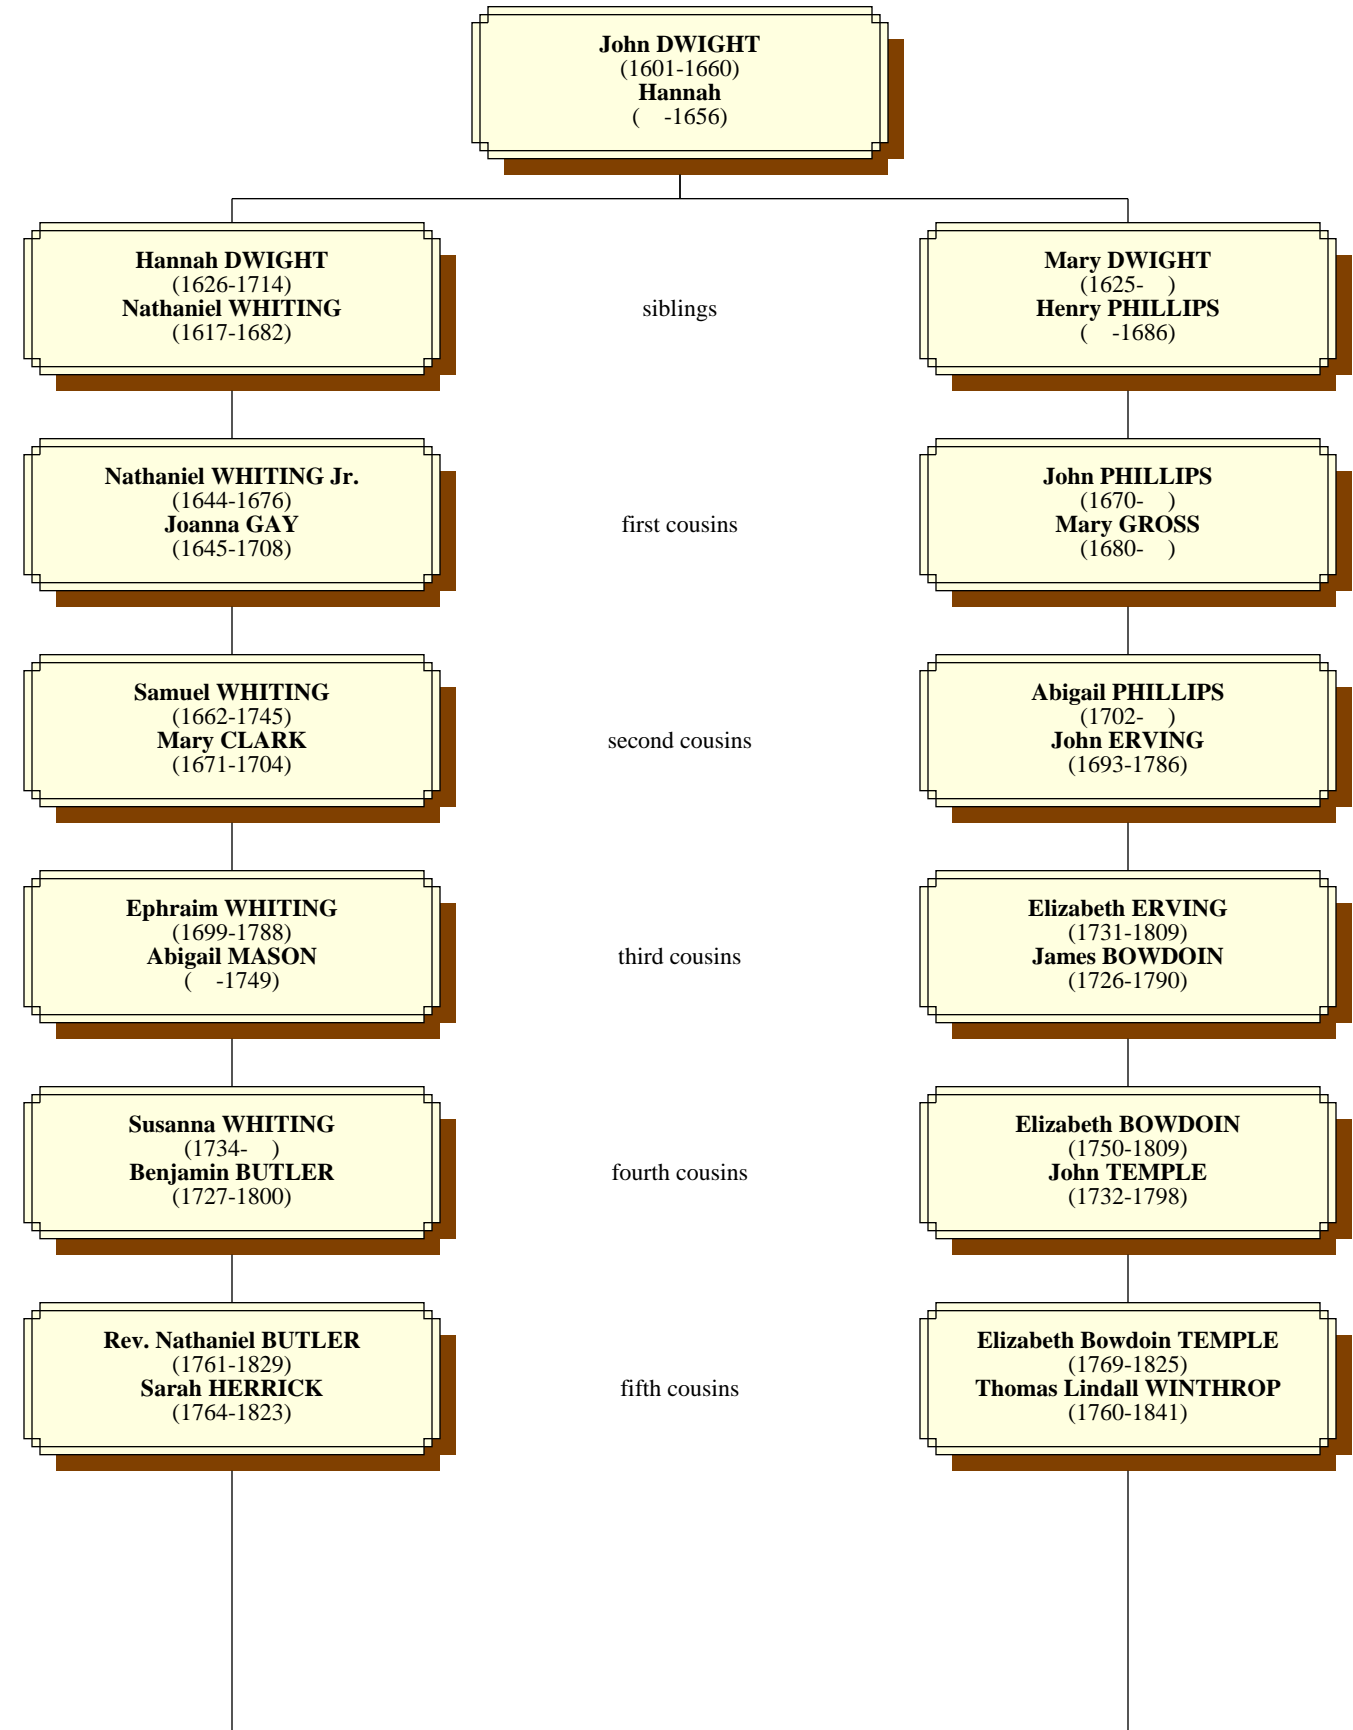 John DWIGHT
(1601-1660)
Hannah
(    -1656)
Hannah DWIGHT
(1626-1714)
Nathaniel WHITING
(1617-1682)
siblings
Mary DWIGHT
(1625-    )
Henry PHILLIPS
(    -1686)
Nathaniel WHITING Jr.
(1644-1676)
Joanna GAY
(1645-1708)
first cousins
John PHILLIPS
(1670-    )
Mary GROSS
(1680-    )
Samuel WHITING
(1662-1745)
Mary CLARK
(1671-1704)
second cousins
Abigail PHILLIPS
(1702-    )
John ERVING
(1693-1786)
Ephraim WHITING
(1699-1788)
Abigail MASON
(    -1749)
third cousins
Elizabeth ERVING
(1731-1809)
James BOWDOIN
(1726-1790)
Susanna WHITING
(1734-    )
Benjamin BUTLER
(1727-1800)
fourth cousins
Elizabeth BOWDOIN
(1750-1809)
John TEMPLE
(1732-1798)
Rev. Nathaniel BUTLER
(1761-1829)
Sarah HERRICK
(1764-1823)
fifth cousins
Elizabeth Bowdoin TEMPLE
(1769-1825)
Thomas Lindall WINTHROP
(1760-1841)